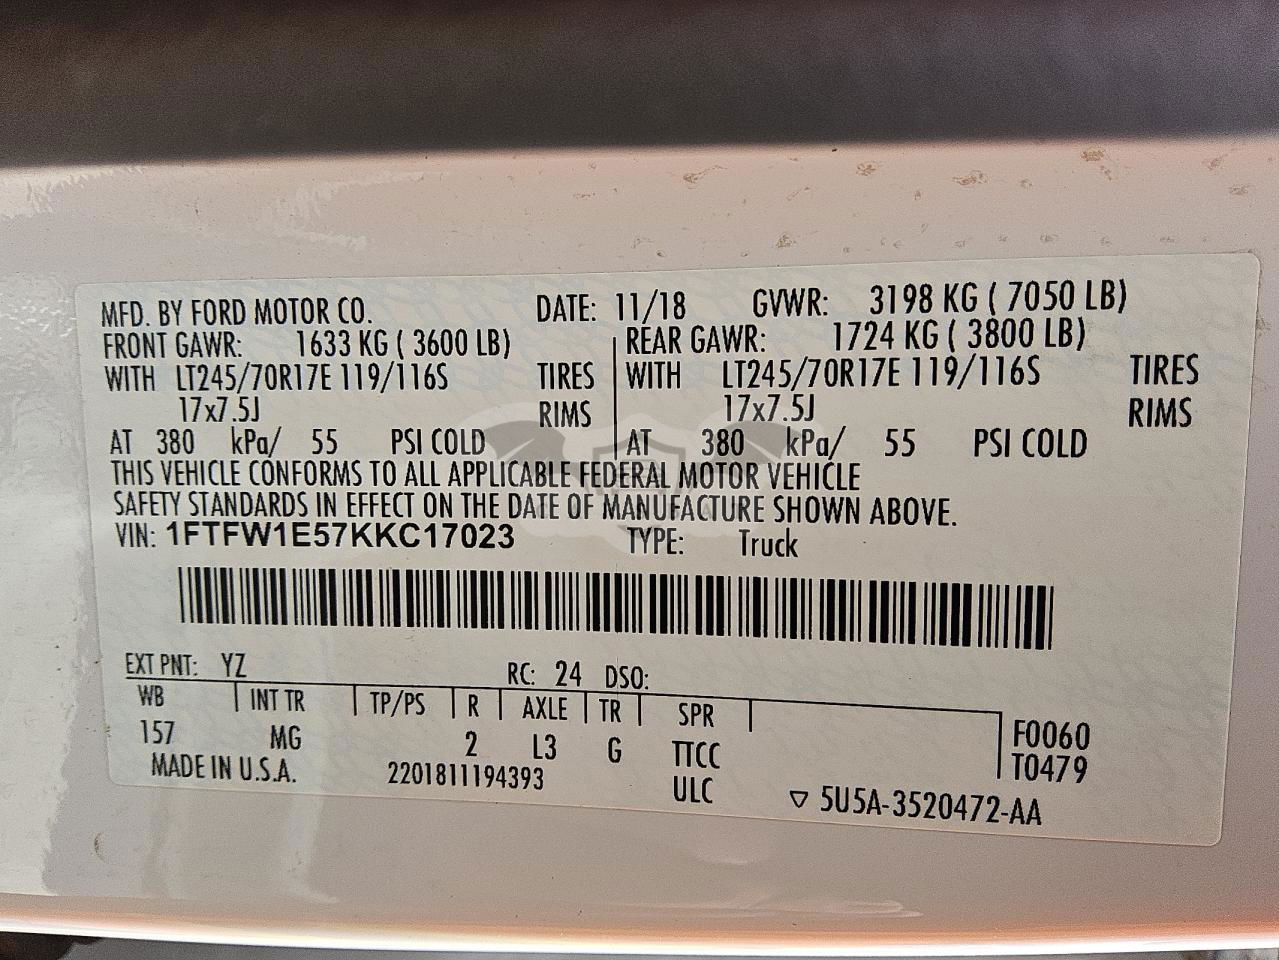 MFD. BY FORD MOTOR CO. DATE: 11/18 GVWR: 3198 KG ( 7050 LB)
FRONT GAWR: 1633 KG ( 3600 LB) REAR GAWR: 1724 KG ( 3800 LB)
WITH LT245/70R17E 119/116S TIRES WITH LT245/70R17E 119/116S TIRES
17x7.5J RIMS 17x7.5J RIMS
AT 380 kPa/ 55 PSI COLD AT 380 kPa/ 55 PSI COLD
THIS VEHICLE CONFORMS TO ALL APPLICABLE FEDERAL MOTOR VEHICLE
SAFETY STANDARDS IN EFFECT ON THE DATE OF MANUFACTURE SHOWN ABOVE.
VIN: 1FTFW1E57KKC17023 TYPE: Truck
EXT PNT: YZ RC: 24 DSO:
WB INT TR TP/PS R AXLE TR SPR
157 MG 2 L3 G TTCC F0060
MADE IN U.S.A. 2201811194393 ULC T0479
▽ 5U5A-3520472-AA